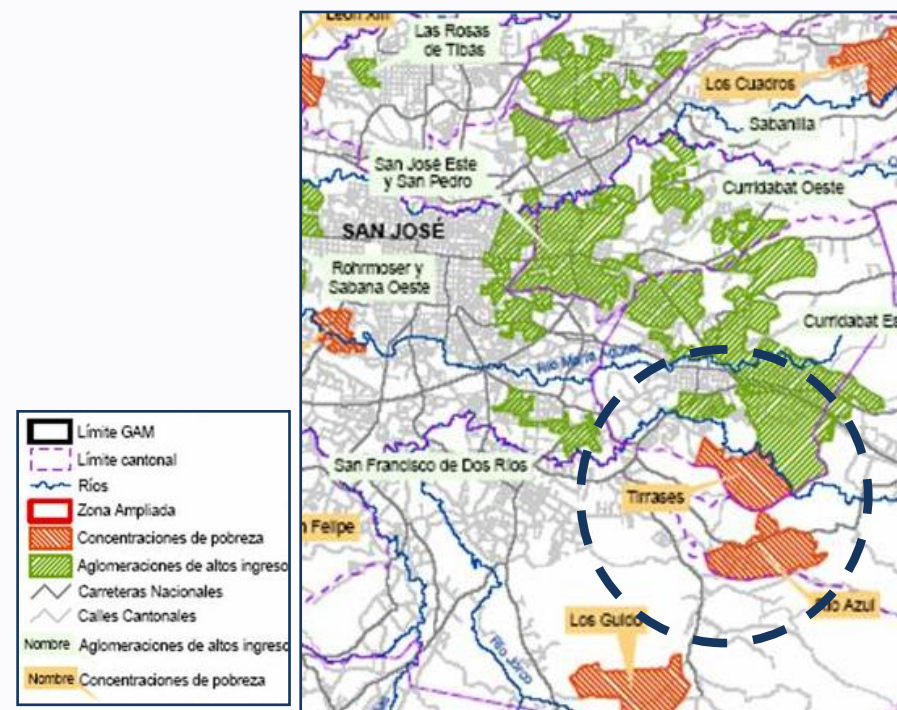 León XIII
Las Rosas
de Tibás
Los Cuadros
Sabanilla
San José Este
y San Pedro
Curridabat Oeste
SAN JOSÉ
Rohrmoser y
Sabana Oeste
Curridabat Es
Río María Aguilar
San Francisco de Dos Ríos
Tirrases
n Felipe
Río Azul
Los Guido
Río Jorco
Límite GAM
Límite cantonal
Ríos
Zona Ampliada
Concentraciones de pobreza
Aglomeraciones de altos ingreso
Carreteras Nacionales
Calles Cantonales
Nombre Aglomeraciones de altos ingreso
Nombre Concentraciones de pobreza